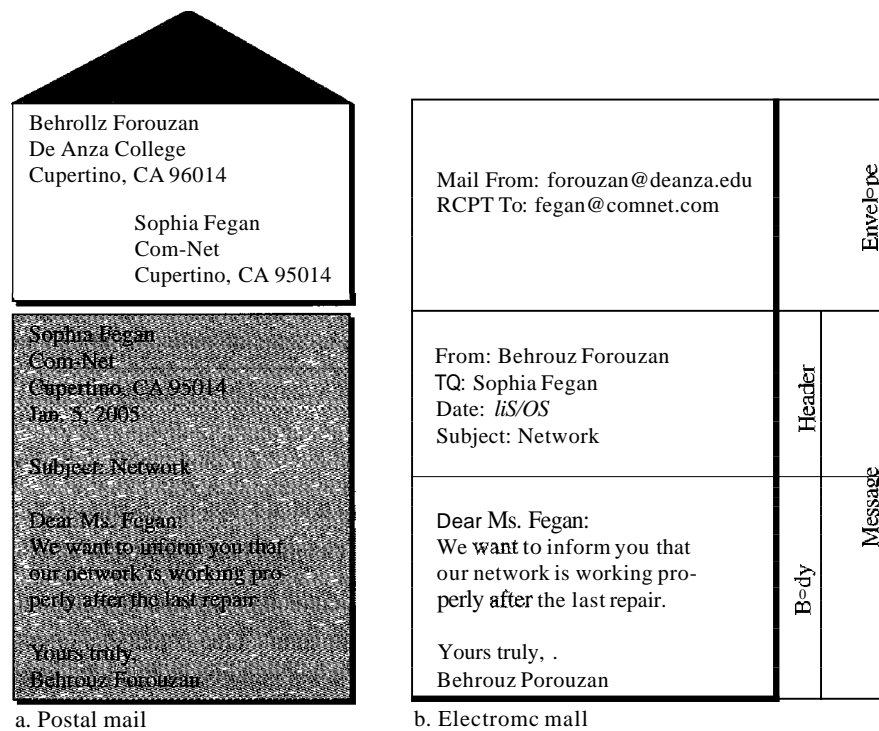 Behrollz Forouzan
De Anza College
Cupertino, CA 96014
Sophia Fegan
Com-Net
Cupertino, CA 95014
Sophia Fegan
Com-Net
Cupertino, CA 95014
Jan. 5, 2005
Subject: Network
Dear Ms. Fegan:
We want to inform you that
our network is working pro-
perly after the last repair
Yours truly,
Behrouz Forouzan
a. Postal mail
Mail From: forouzan@deanza.edu
RCPT To: fegan@comnet.com
Envelope
From: Behrouz Forouzan
TQ: Sophia Fegan
Date: liS/OS
Subject: Network
Header
Dear Ms. Fegan:
We want to inform you that
our network is working pro-
perly after the last repair.
Yours truly, .
Behrouz Porouzan
Body
Message
b. Electromc mall